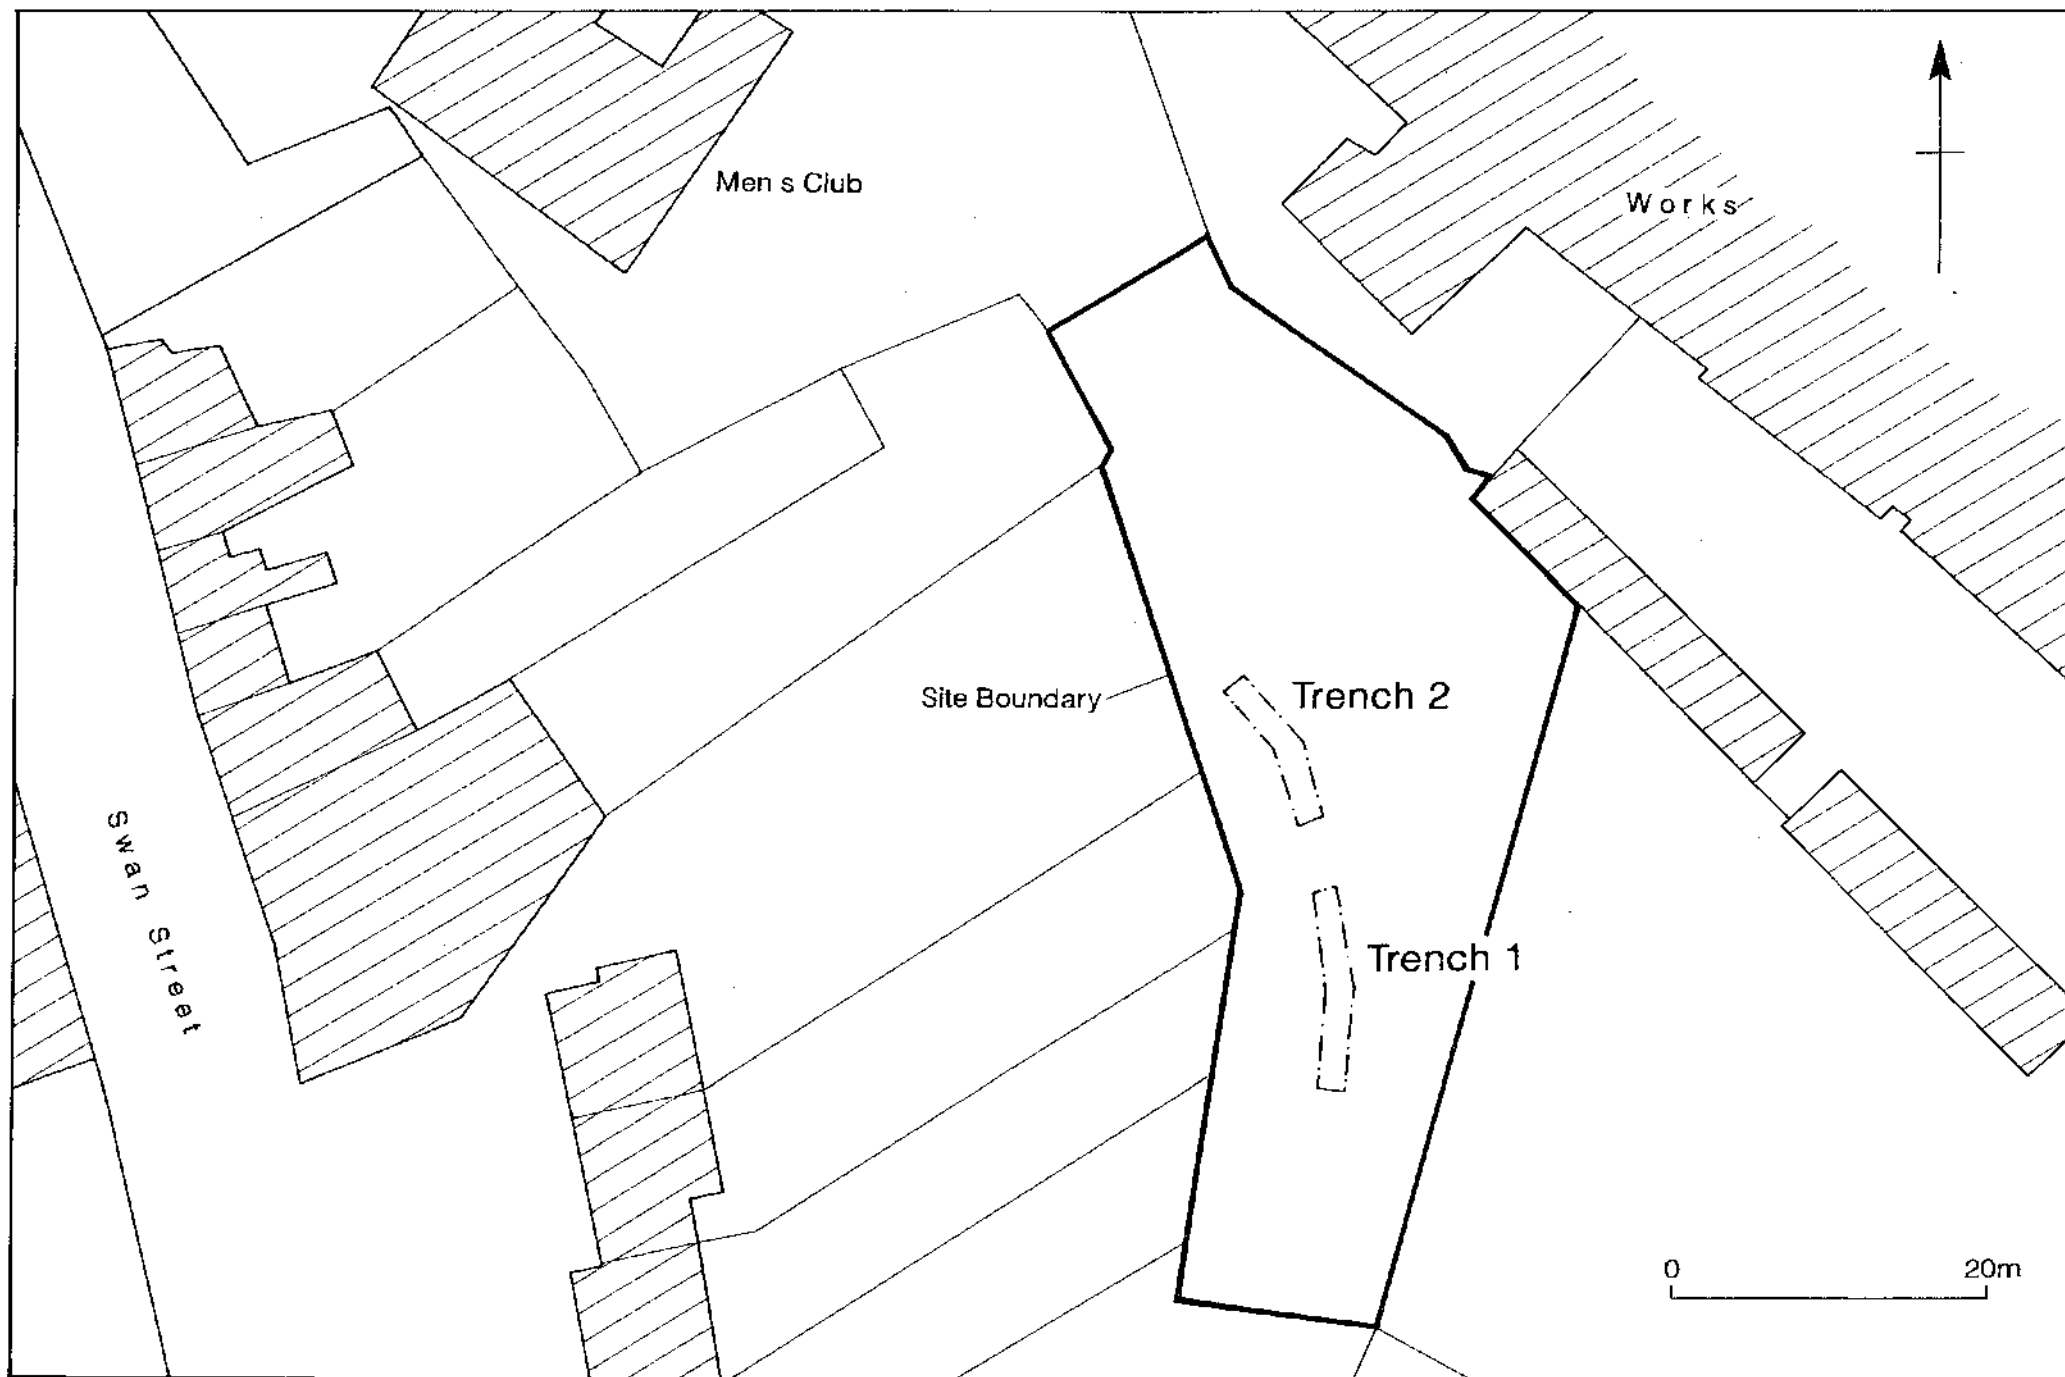 Men s Club
Works
Site Boundary
Trench 2
Swan Street
Trench 1
0 20m